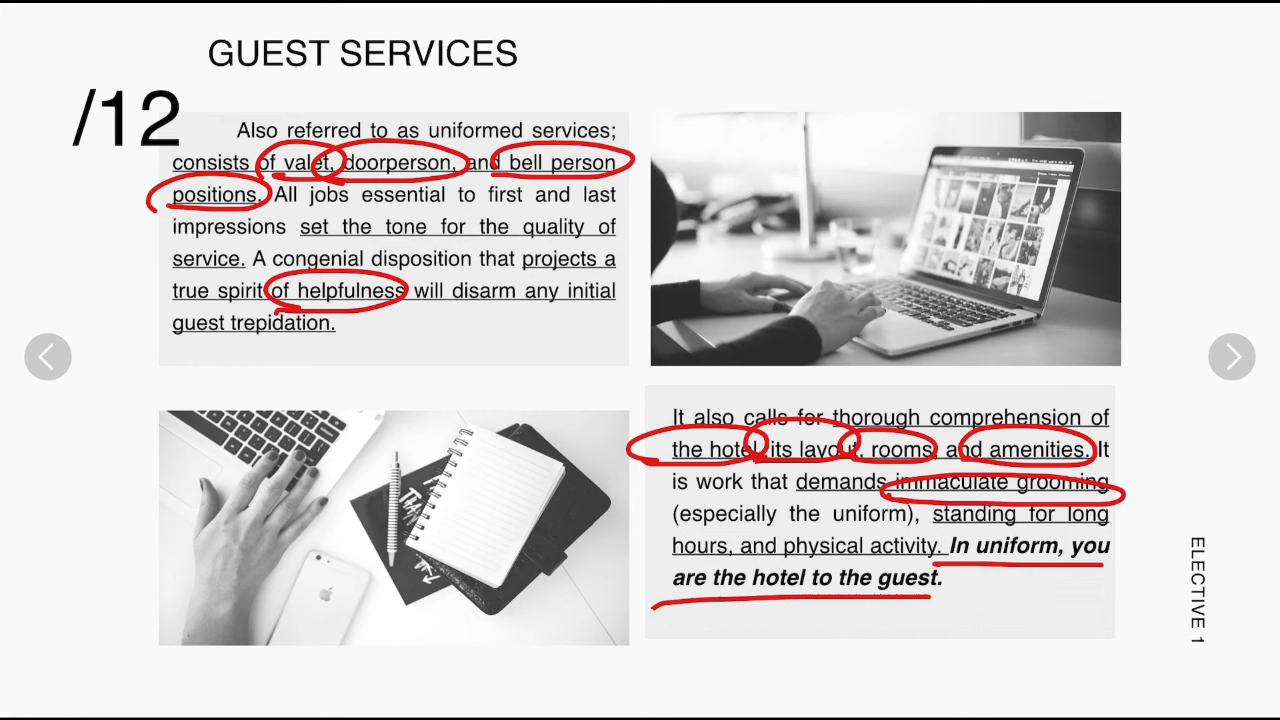 GUEST SERVICES
/12
Also referred to as uniformed services;
consists of valet, doorperson, and bell person
positions. All jobs essential to first and last
impressions set the tone for the quality of
service. A congenial disposition that projects a
true spirit of helpfulness will disarm any initial
guest trepidation.
It also calls for thorough comprehension of
the hotel, its layout, rooms, and amenities. It
is work that demands immaculate grooming
(especially the uniform), standing for long
hours, and physical activity. In uniform, you
are the hotel to the guest.
ELECTIVE 1